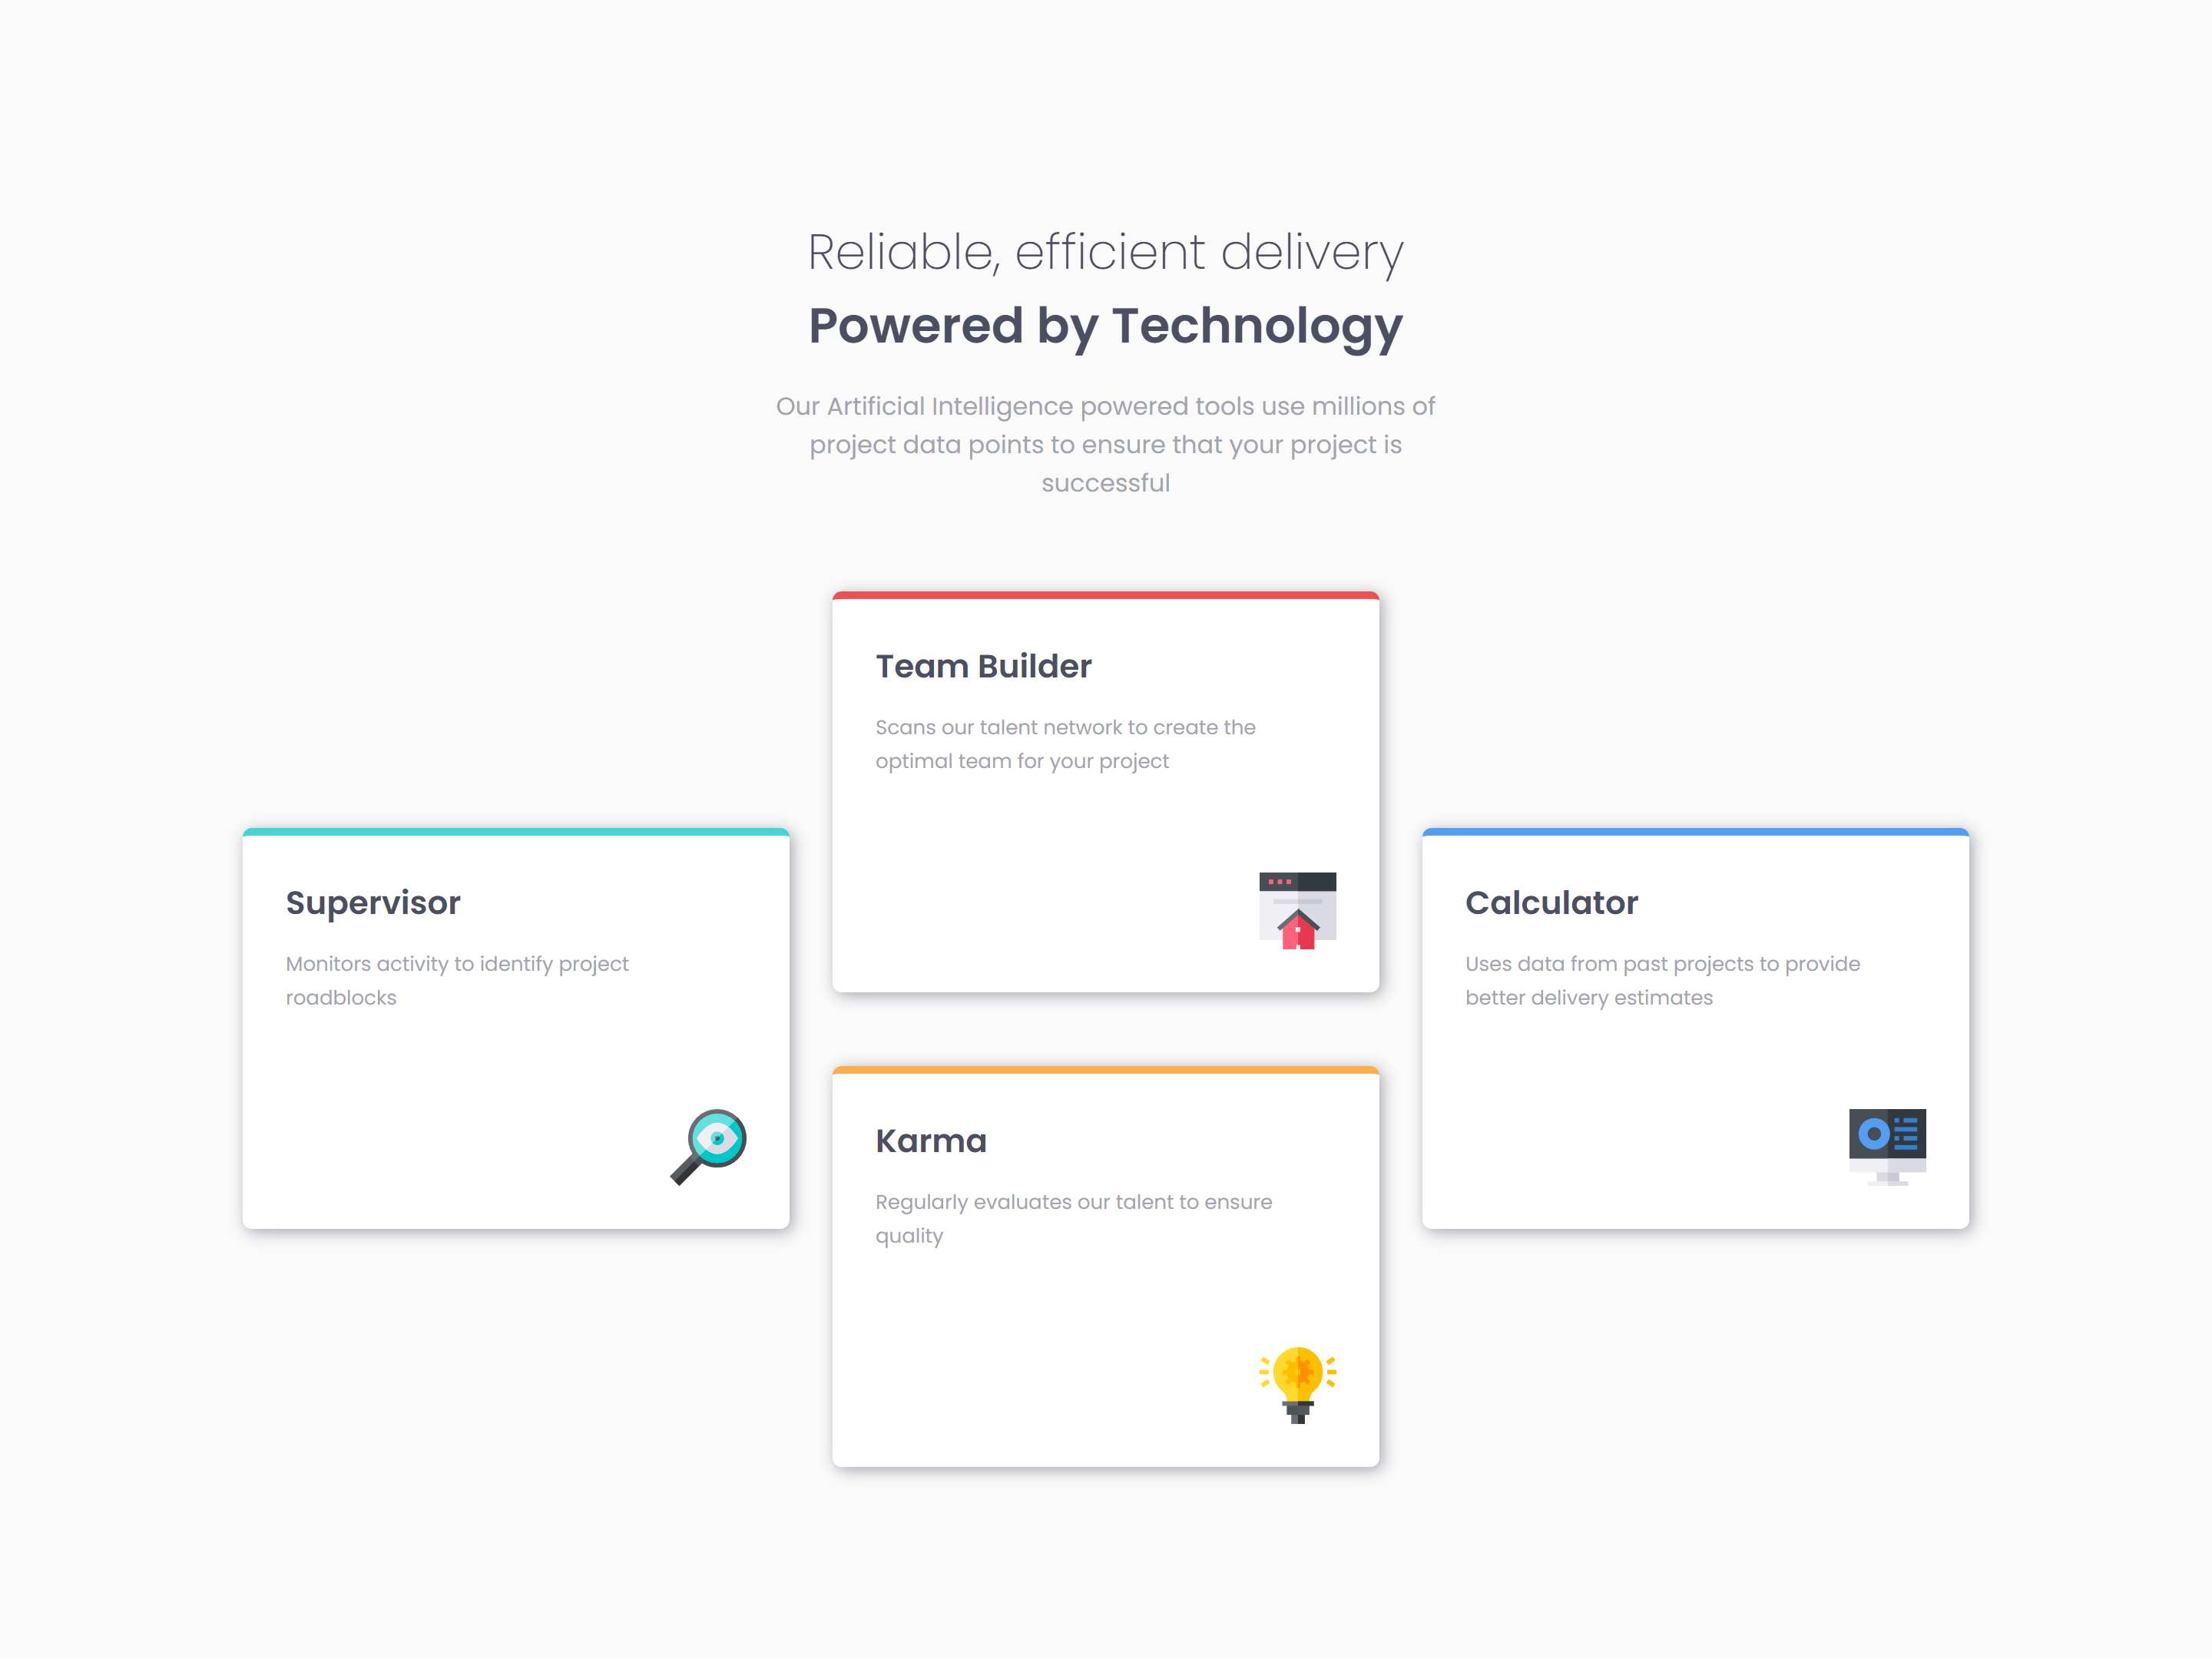 Reliable, efficient delivery
Powered by Technology
Our Artificial Intelligence powered tools use millions of
project data points to ensure that your project is
successful
Supervisor
Monitors activity to identify project
roadblocks
Team Builder
Scans our talent network to create the
optimal team for your project
Karma
Regularly evaluates our talent to ensure
quality
Calculator
Uses data from past projects to provide
better delivery estimates